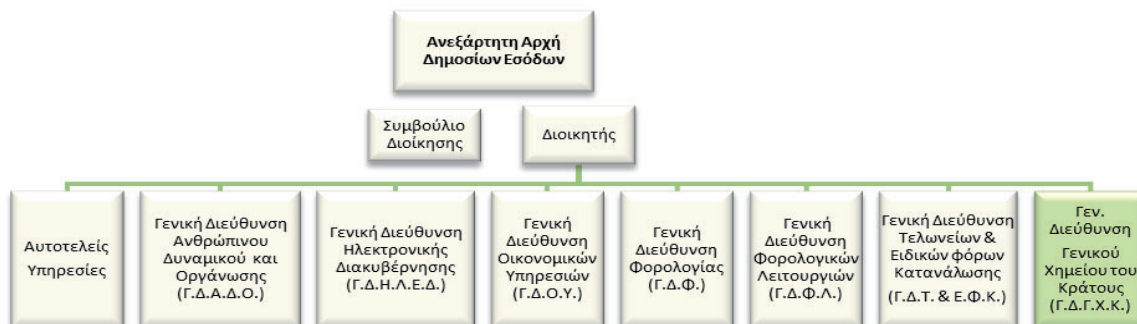 Ανεξάρτητη Αρχή
Δημοσίων Εσόδων
Συμβούλιο
Διοίκησης
Διοικητής
Αυτοτελείς
Υπηρεσίες
Γενική Διεύθυνση
Ανθρώπινου
Δυναμικού και
Οργάνωσης
(Γ.Δ.Α.Δ.Ο.)
Γενική Διεύθυνση
Ηλεκτρονικής
Διακυβέρνησης
(Γ.Δ.Η.Λ.Ε.Δ.)
Γενική
Διεύθυνση
Οικονομικών
Υπηρεσιών
(Γ.Δ.Ο.Υ.)
Γενική
Διεύθυνση
Φορολογίας
(Γ.Δ.Φ.)
Γενική
Διεύθυνση
Φορολογικών
Λειτουργιών
(Γ.Δ.Φ.Λ.)
Γενική Διεύθυνση
Τελωνείων &
Ειδικών φόρων
Κατανάλωσης
(Γ.Δ.Τ. & Ε.Φ.Κ.)
Γεν.
Διεύθυνση
Γενικού
Χημείου του
Κράτους
(Γ.Δ.Γ.Χ.Κ.)